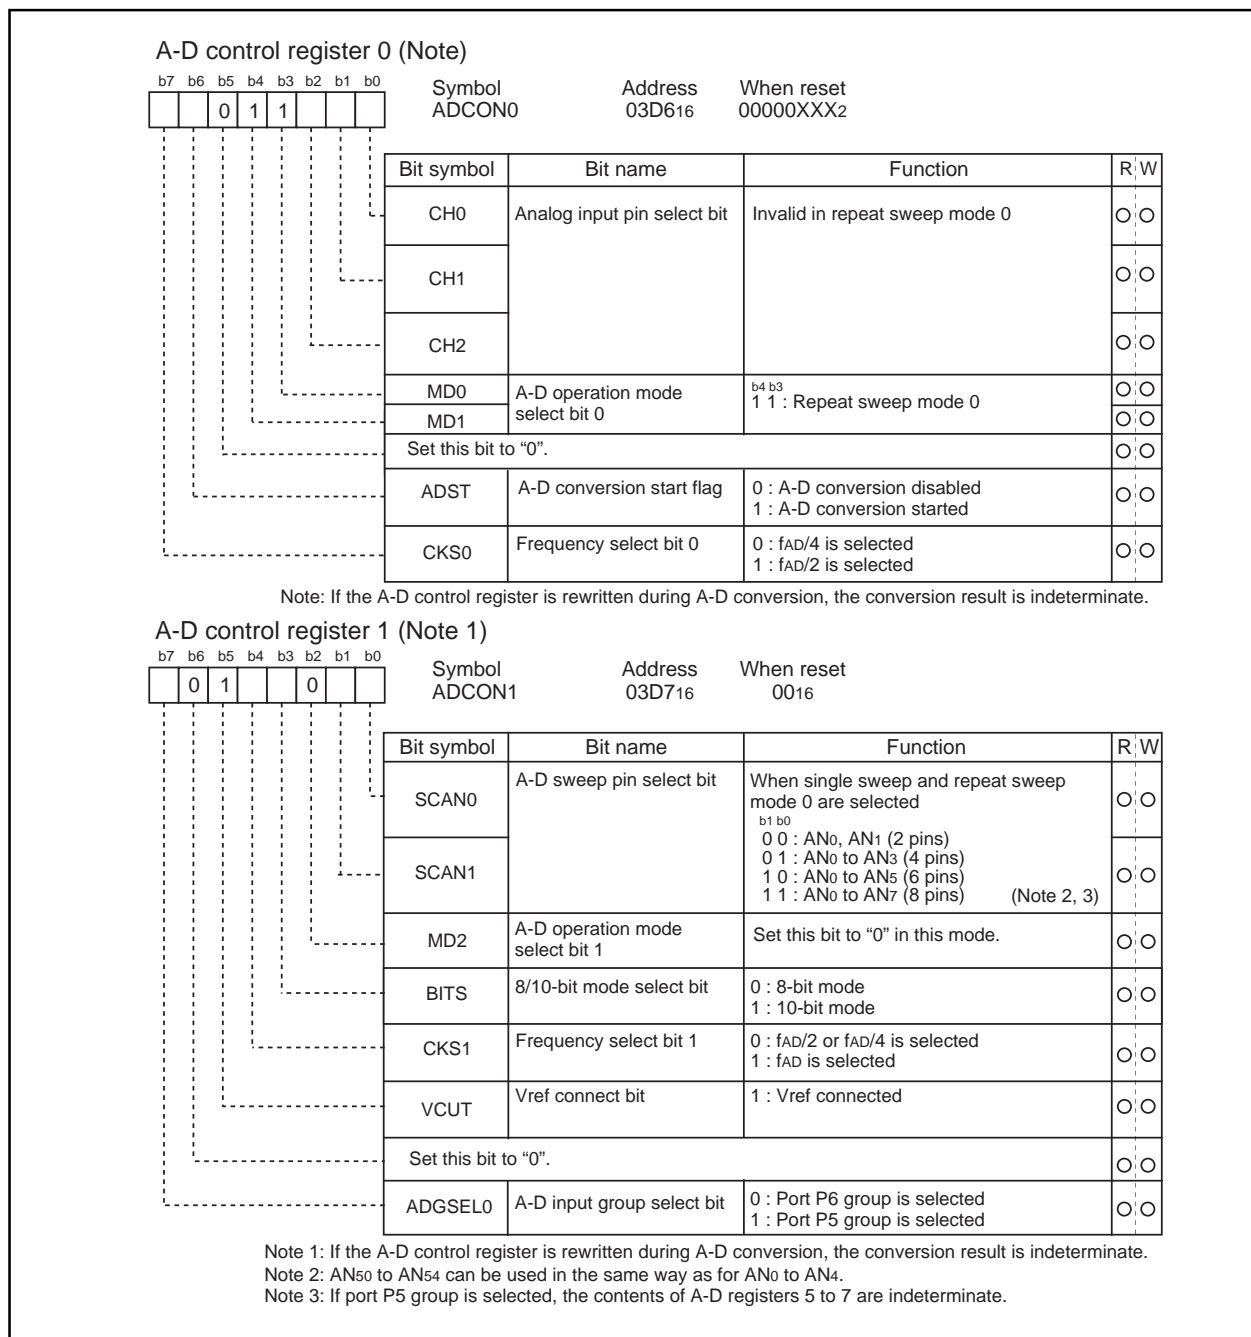 A-D control register 0 (Note)
b7 b6 b5 b4 b3 b2 b1 b0
0 1 1
Symbol Address When reset
ADCON0 03D616 00000XXX2
Bit symbol Bit name Function R W
CH0 Analog input pin select bit Invalid in repeat sweep mode 0
CH1
CH2
MD0 A-D operation mode select bit 0 b4 b3
1 1 : Repeat sweep mode 0
MD1
Set this bit to “0”.
ADST A-D conversion start flag 0 : A-D conversion disabled
1 : A-D conversion started
CKS0 Frequency select bit 0 0 : fAD/4 is selected
1 : fAD/2 is selected
Note: If the A-D control register is rewritten during A-D conversion, the conversion result is indeterminate.
A-D control register 1 (Note 1)
b7 b6 b5 b4 b3 b2 b1 b0
0 1 0
Symbol Address When reset
ADCON1 03D716 0016
Bit symbol Bit name Function R W
SCAN0 A-D sweep pin select bit When single sweep and repeat sweep
mode 0 are selected
b1 b0
0 0 : AN0, AN1 (2 pins)
0 1 : AN0 to AN3 (4 pins)
SCAN1 1 0 : AN0 to AN5 (6 pins)
1 1 : AN0 to AN7 (8 pins) (Note 2, 3)
MD2 A-D operation mode
select bit 1 Set this bit to “0” in this mode.
BITS 8/10-bit mode select bit 0 : 8-bit mode
1 : 10-bit mode
CKS1 Frequency select bit 1 0 : fAD/2 or fAD/4 is selected
1 : fAD is selected
VCUT Vref connect bit 1 : Vref connected
Set this bit to “0”.
ADGSEL0 A-D input group select bit 0 : Port P6 group is selected
1 : Port P5 group is selected
Note 1: If the A-D control register is rewritten during A-D conversion, the conversion result is indeterminate.
Note 2: AN50 to AN54 can be used in the same way as for AN0 to AN4.
Note 3: If port P5 group is selected, the contents of A-D registers 5 to 7 are indeterminate.